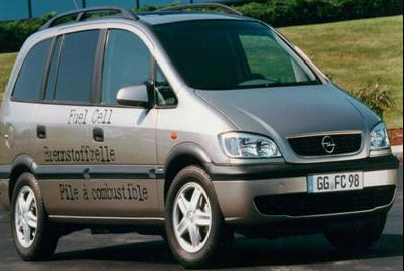 Fuel Cell
Brennstoffzelle
Pile à combustible
GG FC 98